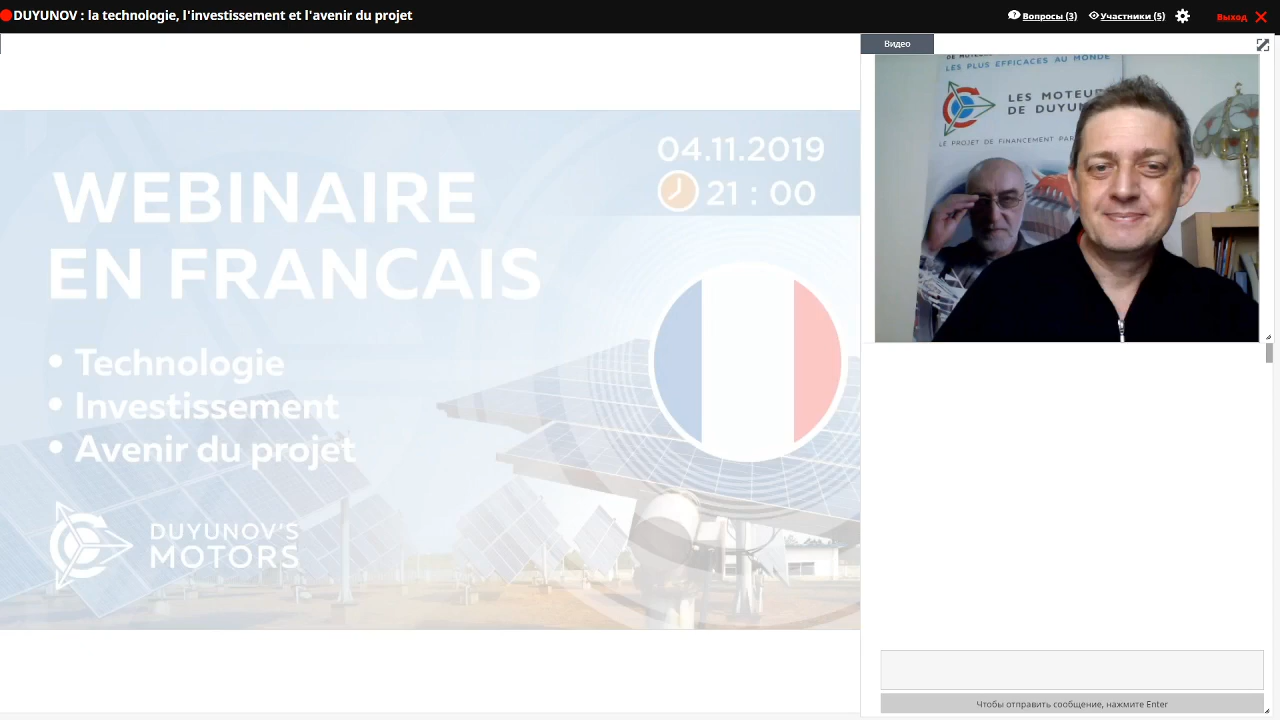 DUYUNOV : la technologie, l'investissement et l'avenir du projet
Вопросы (3)
Участники (5)
Выход
Видео
04.11.2019
21 : 00
WEBINAIRE
EN FRANCAIS
• Technologie
• Investissement
• Avenir du projet
DUYUNOV'S
MOTORS
LES PLUS EFFICACES AU MONDE
LES MOTEU
DE DUYU
LE PROJET DE FINANCEMENT PAR
Чтобы отправить сообщение, нажмите Enter